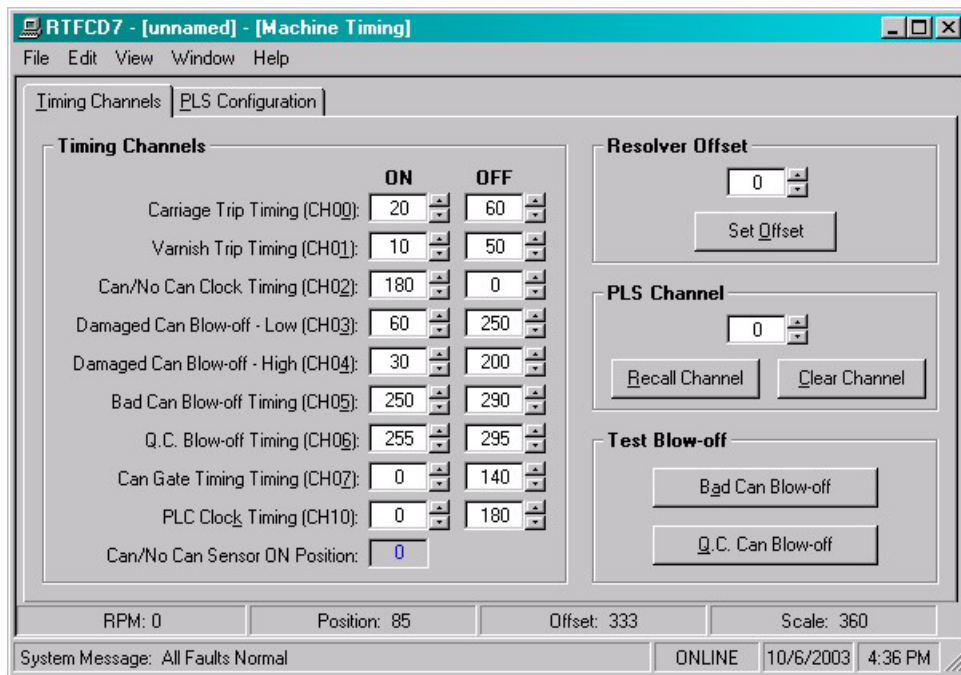 RTFCD7 - [unnamed] - [Machine Timing]
File Edit View Window Help
Timing Channels PLS Configuration
Timing Channels
ON OFF
Carriage Trip Timing (CH00): 20 60
Varnish Trip Timing (CH01): 10 50
Can/No Can Clock Timing (CH02): 180 0
Damaged Can Blow-off - Low (CH03): 60 250
Damaged Can Blow-off - High (CH04): 30 200
Bad Can Blow-off Timing (CH05): 250 290
Q.C. Blow-off Timing (CH06): 255 295
Can Gate Timing Timing (CH07): 0 140
PLC Clock Timing (CH10): 0 180
Can/No Can Sensor ON Position: 0
Resolver Offset
0
Set Offset
PLS Channel
0
Recall Channel Clear Channel
Test Blow-off
Bad Can Blow-off
Q.C. Can Blow-off
RPM: 0 Position: 85 Offset: 333 Scale: 360
System Message: All Faults Normal ONLINE 10/6/2003 4:36 PM